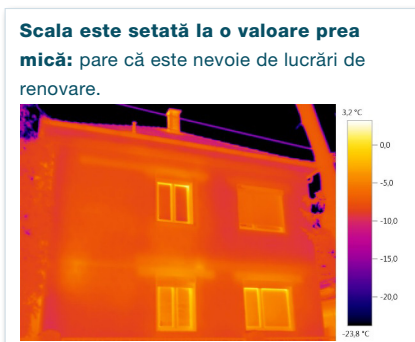 Scala este setată la o valoare prea
mică: pare că este nevoie de lucrări de
renovare.
3,2 °C
0,0
-5,0
-10,0
-15,0
-20,0
-23,8 °C